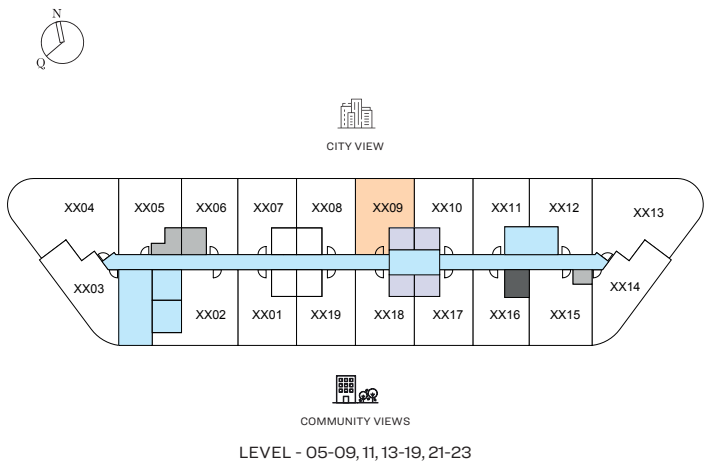 N
Q
CITY VIEW
XX04 XX05 XX06 XX07 XX08 XX09 XX10 XX11 XX12 XX13
XX03 XX02 XX01 XX19 XX18 XX17 XX16 XX15 XX14
COMMUNITY VIEWS
LEVEL - 05-09, 11, 13-19, 21-23